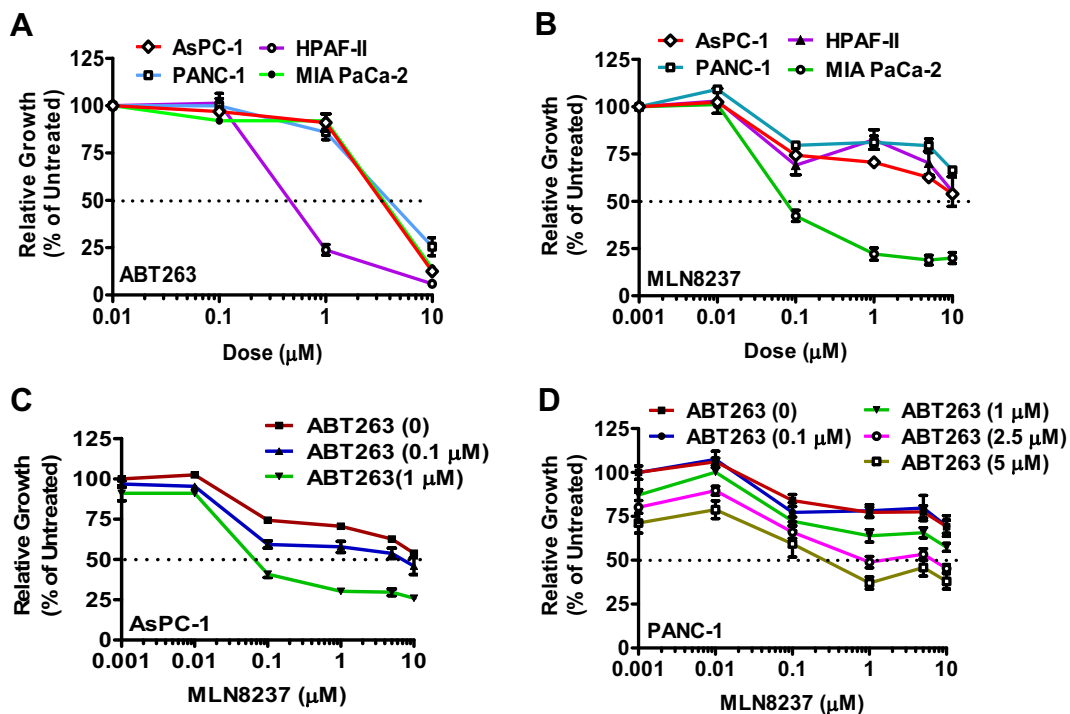 A
AsPC-1
HPAF-II
PANC-1
MIA PaCa-2
Relative Growth
(% of Untreated)
125
100
75
50
25
0
ABT263
0.01
0.1
1
10
Dose (μM)
B
AsPC-1
HPAF-II
PANC-1
MIA PaCa-2
Relative Growth
(% of Untreated)
125
100
75
50
25
0
MLN8237
0.001
0.01
0.1
1
10
Dose (μM)
C
ABT263 (0)
ABT263 (0.1 μM)
ABT263(1 μM)
Relative Growth
(% of Untreated)
125
100
75
50
25
0
AsPC-1
0.001
0.01
0.1
1
10
MLN8237 (μM)
D
ABT263 (0)
ABT263 (0.1 μM)
ABT263 (1 μM)
ABT263 (2.5 μM)
ABT263 (5 μM)
Relative Growth
(% of Untreated)
125
100
75
50
25
0
PANC-1
0.001
0.01
0.1
1
10
MLN8237 (μM)